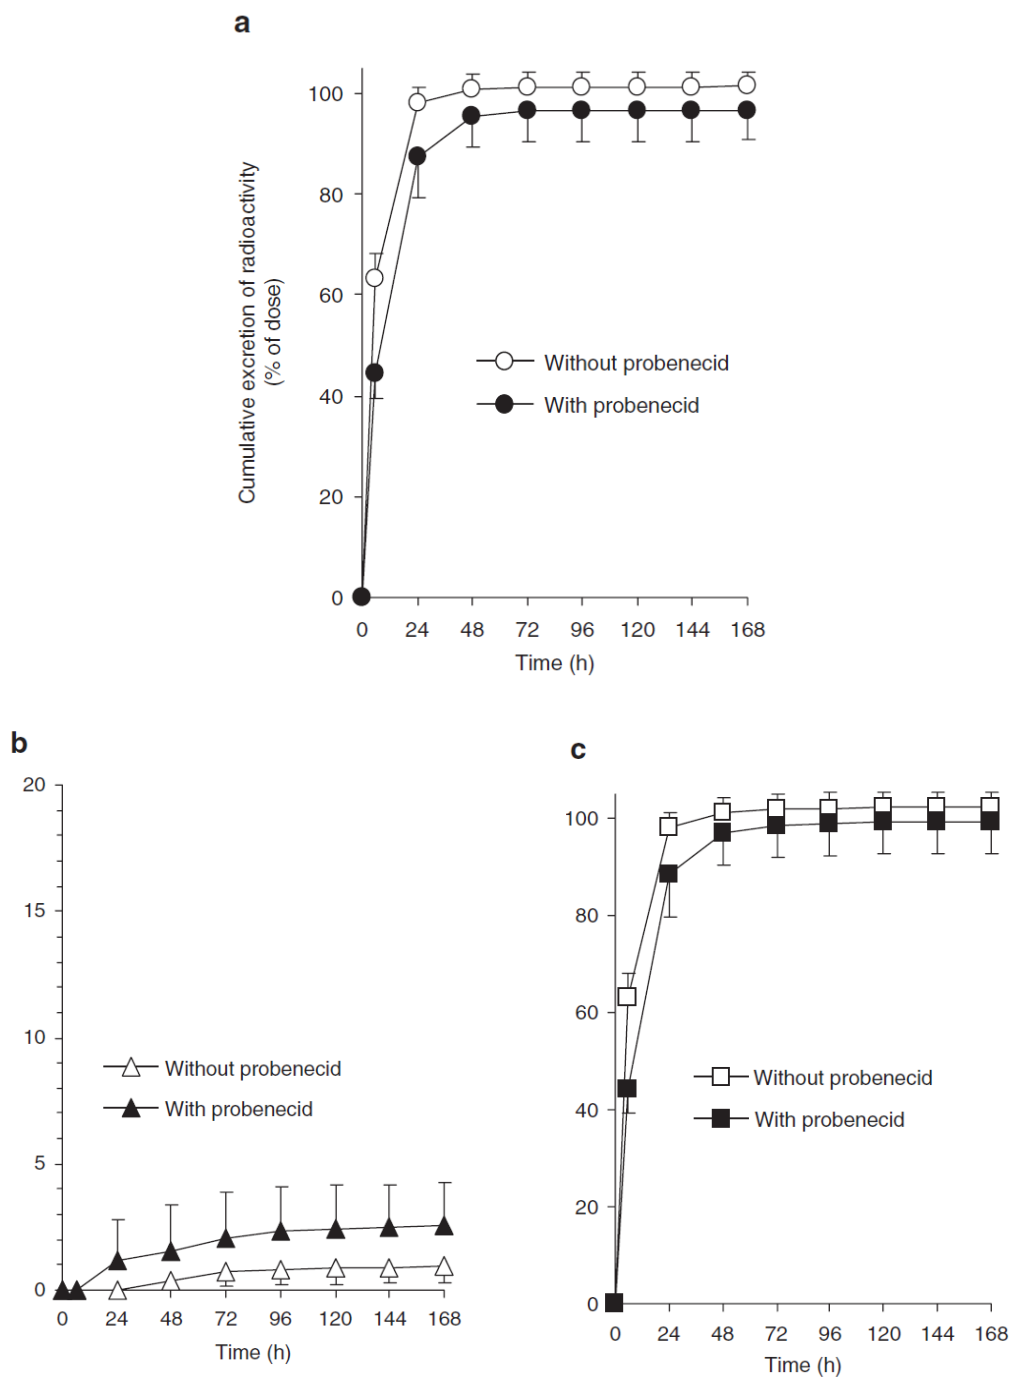 a
Cumulative excretion of radioactivity
(% of dose)
100
80
60
40
20
0
Without probenecid
With probenecid
0 24 48 72 96 120 144 168
Time (h)
b
20
15
10
5
0
Without probenecid
With probenecid
0 24 48 72 96 120 144 168
Time (h)
c
100
80
60
40
20
0
Without probenecid
With probenecid
0 24 48 72 96 120 144 168
Time (h)